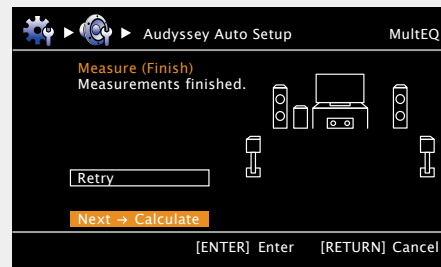 Audyssey Auto Setup MultEQ
Measure (Finish)
Measurements finished.
Retry
Next → Calculate
[ENTER] Enter [RETURN] Cancel